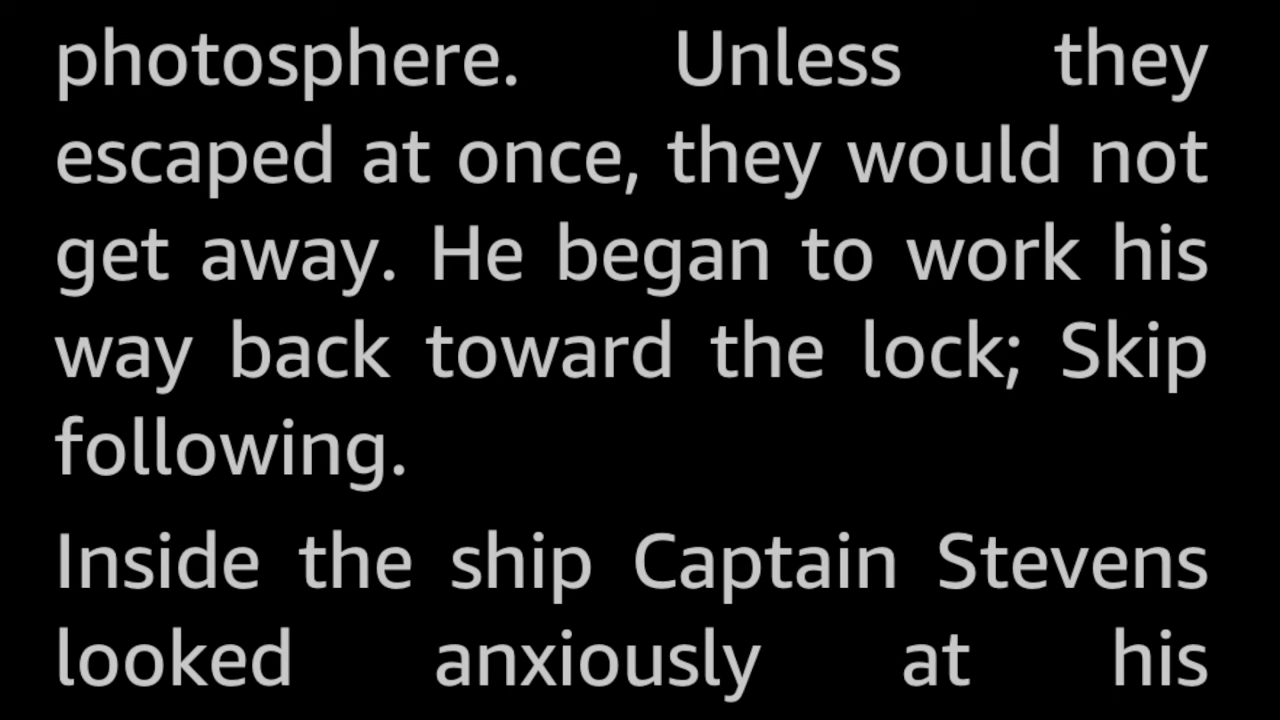 photosphere. Unless they
escaped at once, they would not
get away. He began to work his
way back toward the lock; Skip
following.
Inside the ship Captain Stevens
looked anxiously at his